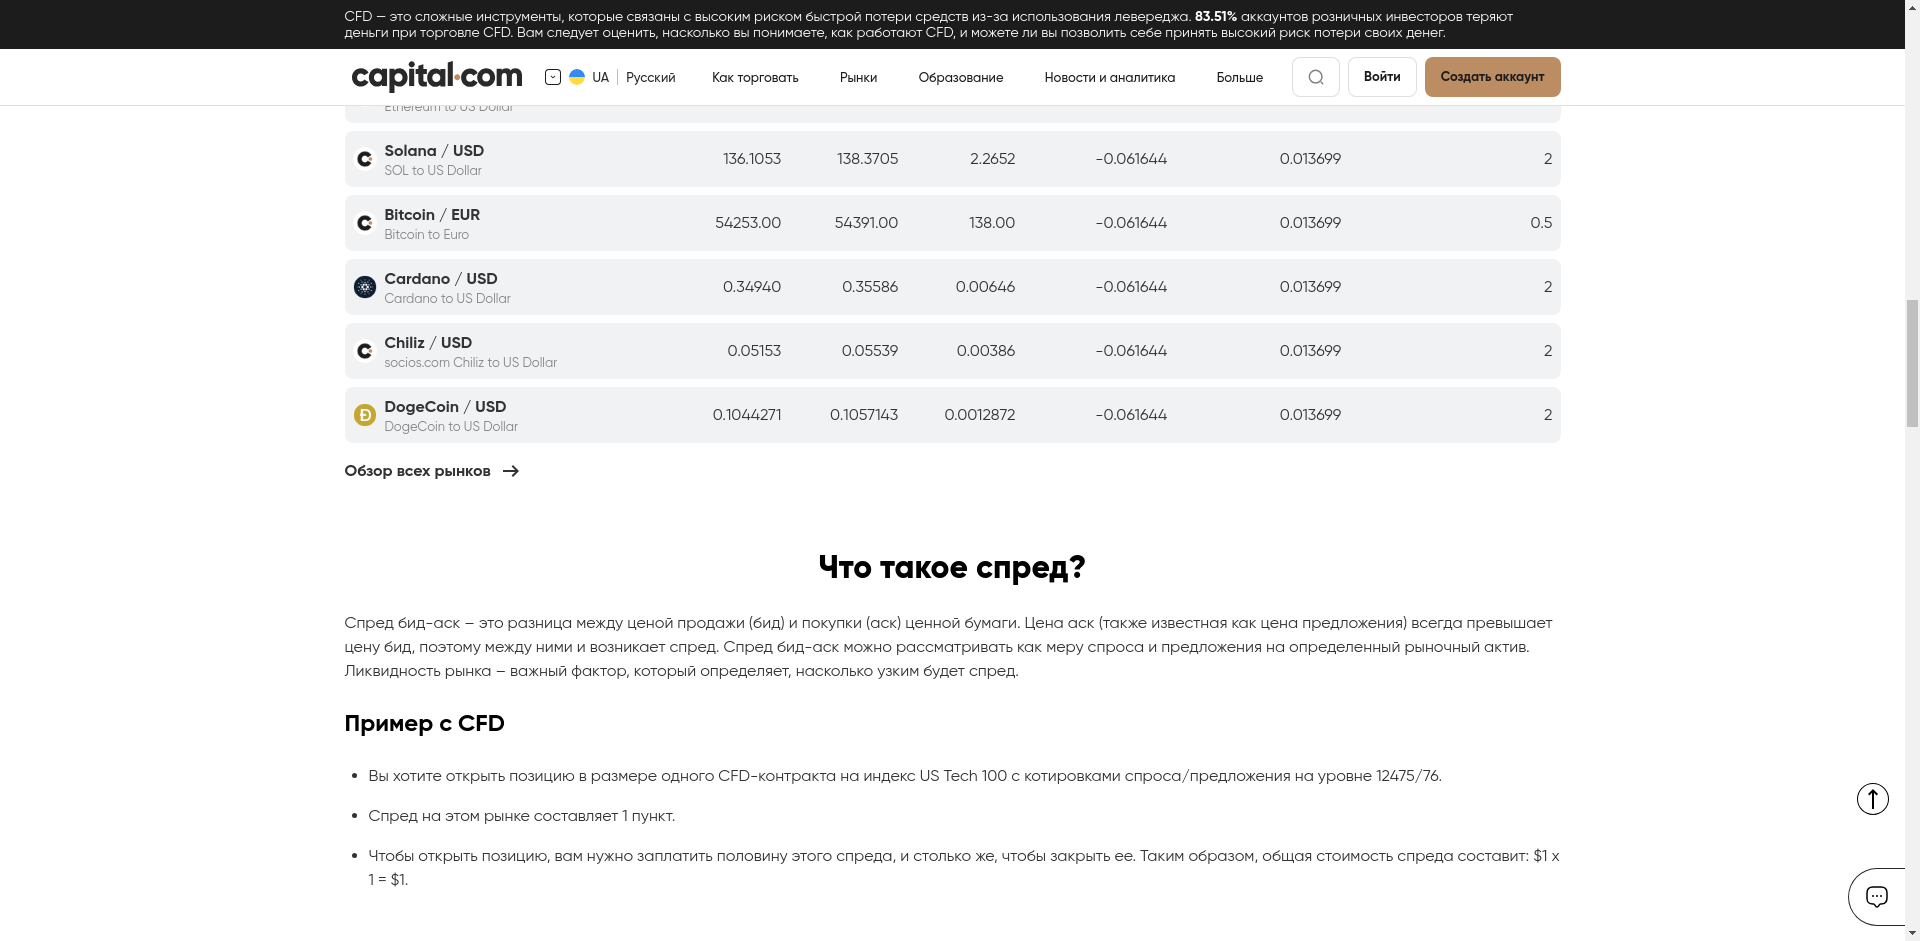 CFD — это сложные инструменты, которые связаны с высоким риском быстрой потери средств из-за использования левереджа. 83.51% аккаунтов розничных инвесторов теряют
деньги при торговле CFD. Вам следует оценить, насколько вы понимаете, как работают CFD, и можете ли вы позволить себе принять высокий риск потери своих денег.
capital.com UA Русский Как торговать Рынки Образование Новости и аналитика Больше Войти Создать аккаунт
Ethereum to US Dollar
Solana / USD 136.1053 138.3705 2.2652 -0.061644 0.013699 2
SOL to US Dollar
Bitcoin / EUR 54253.00 54391.00 138.00 -0.061644 0.013699 0.5
Bitcoin to Euro
Cardano / USD 0.34940 0.35586 0.00646 -0.061644 0.013699 2
Cardano to US Dollar
Chiliz / USD 0.05153 0.05539 0.00386 -0.061644 0.013699 2
socios.com Chiliz to US Dollar
DogeCoin / USD 0.1044271 0.1057143 0.0012872 -0.061644 0.013699 2
DogeCoin to US Dollar
Обзор всех рынков
Что такое спред?
Спред бид-аск – это разница между ценой продажи (бид) и покупки (аск) ценной бумаги. Цена аск (также известная как цена предложения) всегда превышает
цену бид, поэтому между ними и возникает спред. Спред бид-аск можно рассматривать как меру спроса и предложения на определенный рыночный актив.
Ликвидность рынка – важный фактор, который определяет, насколько узким будет спред.
Пример с CFD
• Вы хотите открыть позицию в размере одного CFD-контракта на индекс US Tech 100 с котировками спроса/предложения на уровне 12475/76.
• Спред на этом рынке составляет 1 пункт.
• Чтобы открыть позицию, вам нужно заплатить половину этого спреда, и столько же, чтобы закрыть ее. Таким образом, общая стоимость спреда составит: $1 x
1 = $1.